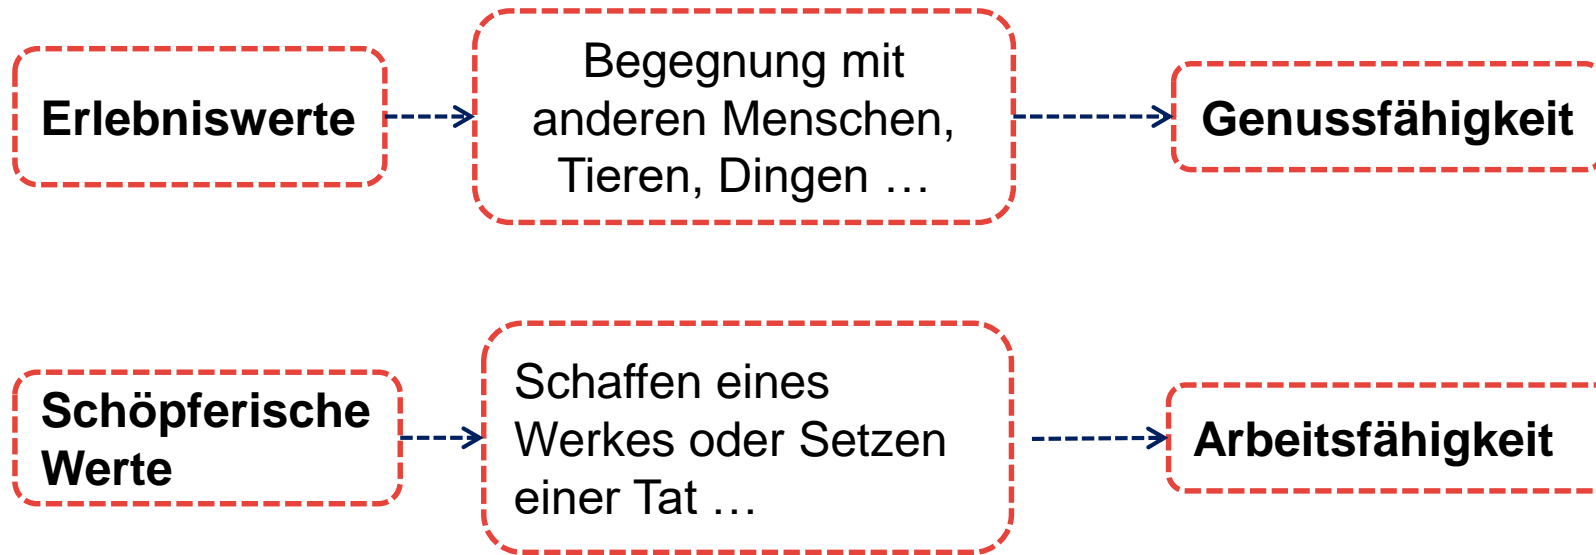 Erlebniswerte
Begegnung mit
anderen Menschen,
Tieren, Dingen …
Genussfähigkeit
Schöpferische
Werte
Schaffen eines
Werkes oder Setzen
einer Tat …
Arbeitsfähigkeit